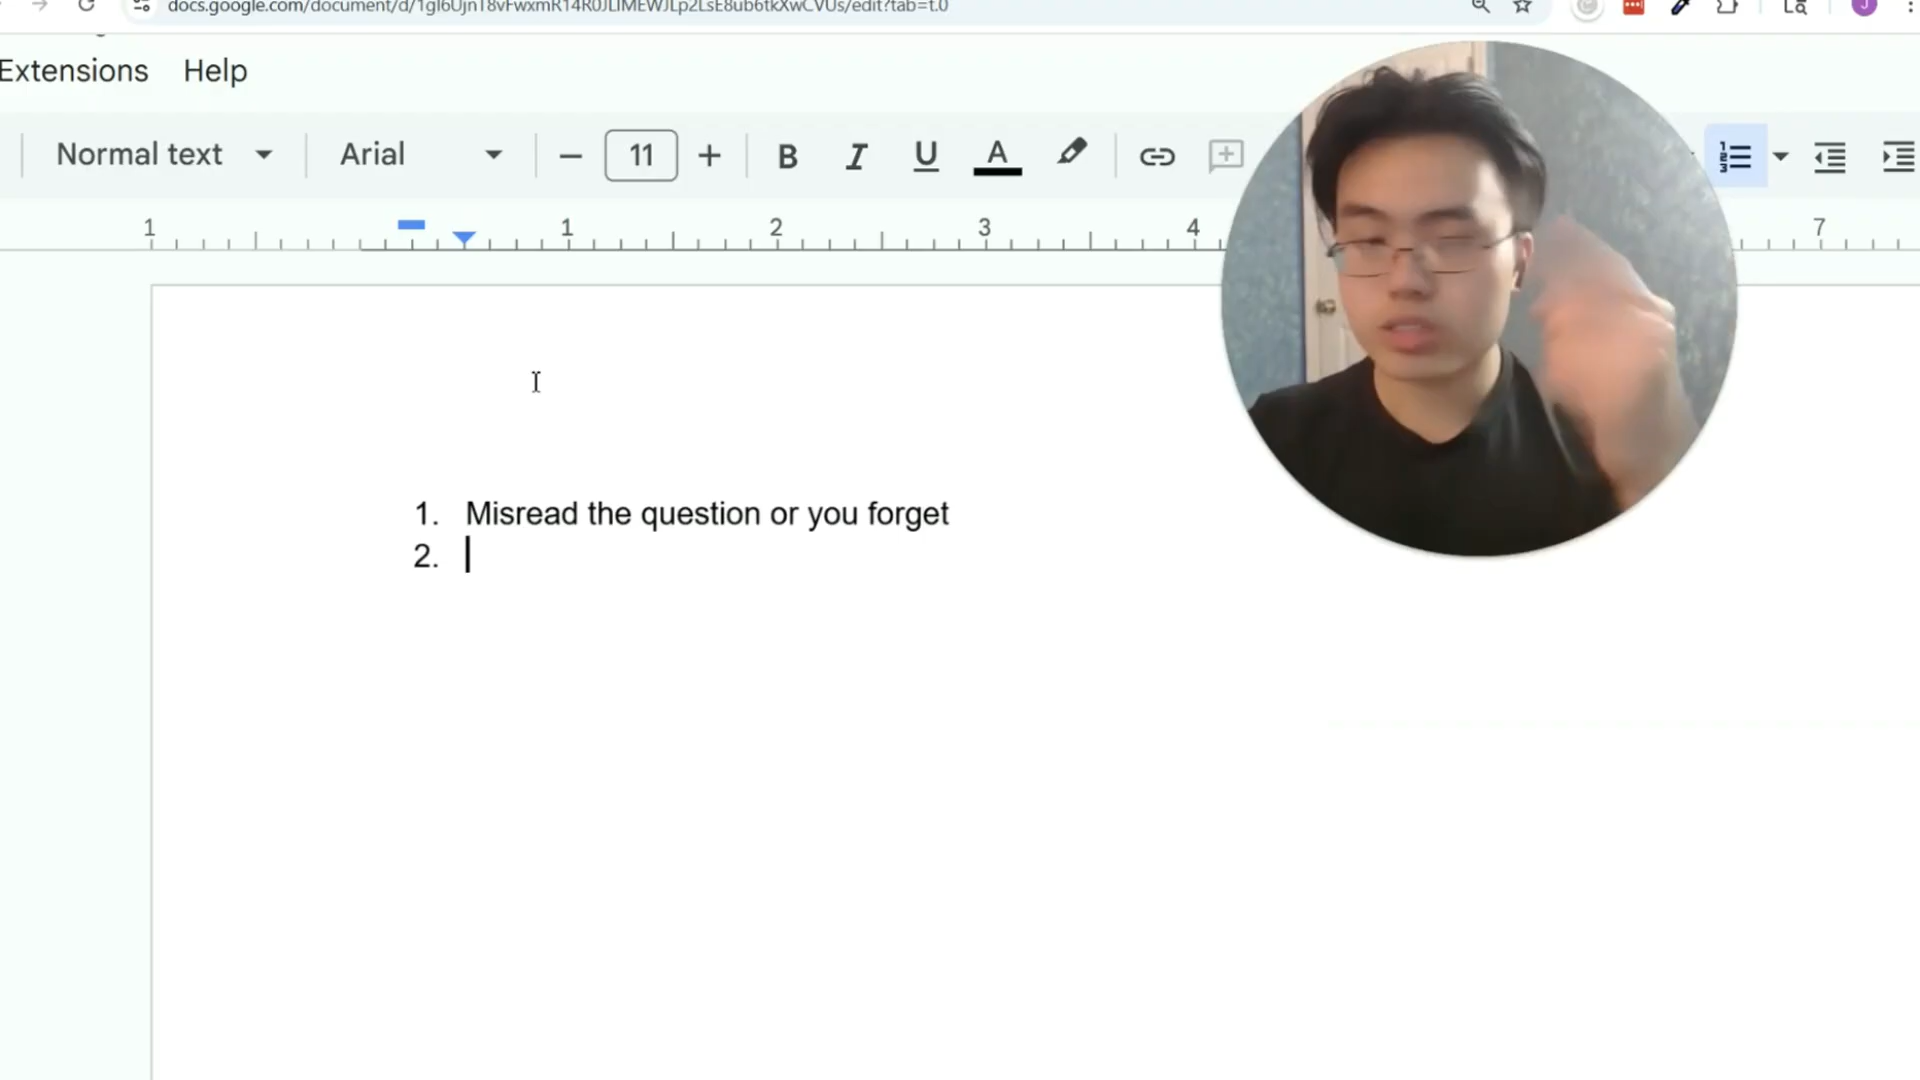 Extensions Help
Normal text Arial 11 B I U A
1 1 2 3 4 7
1. Misread the question or you forget
2.
J